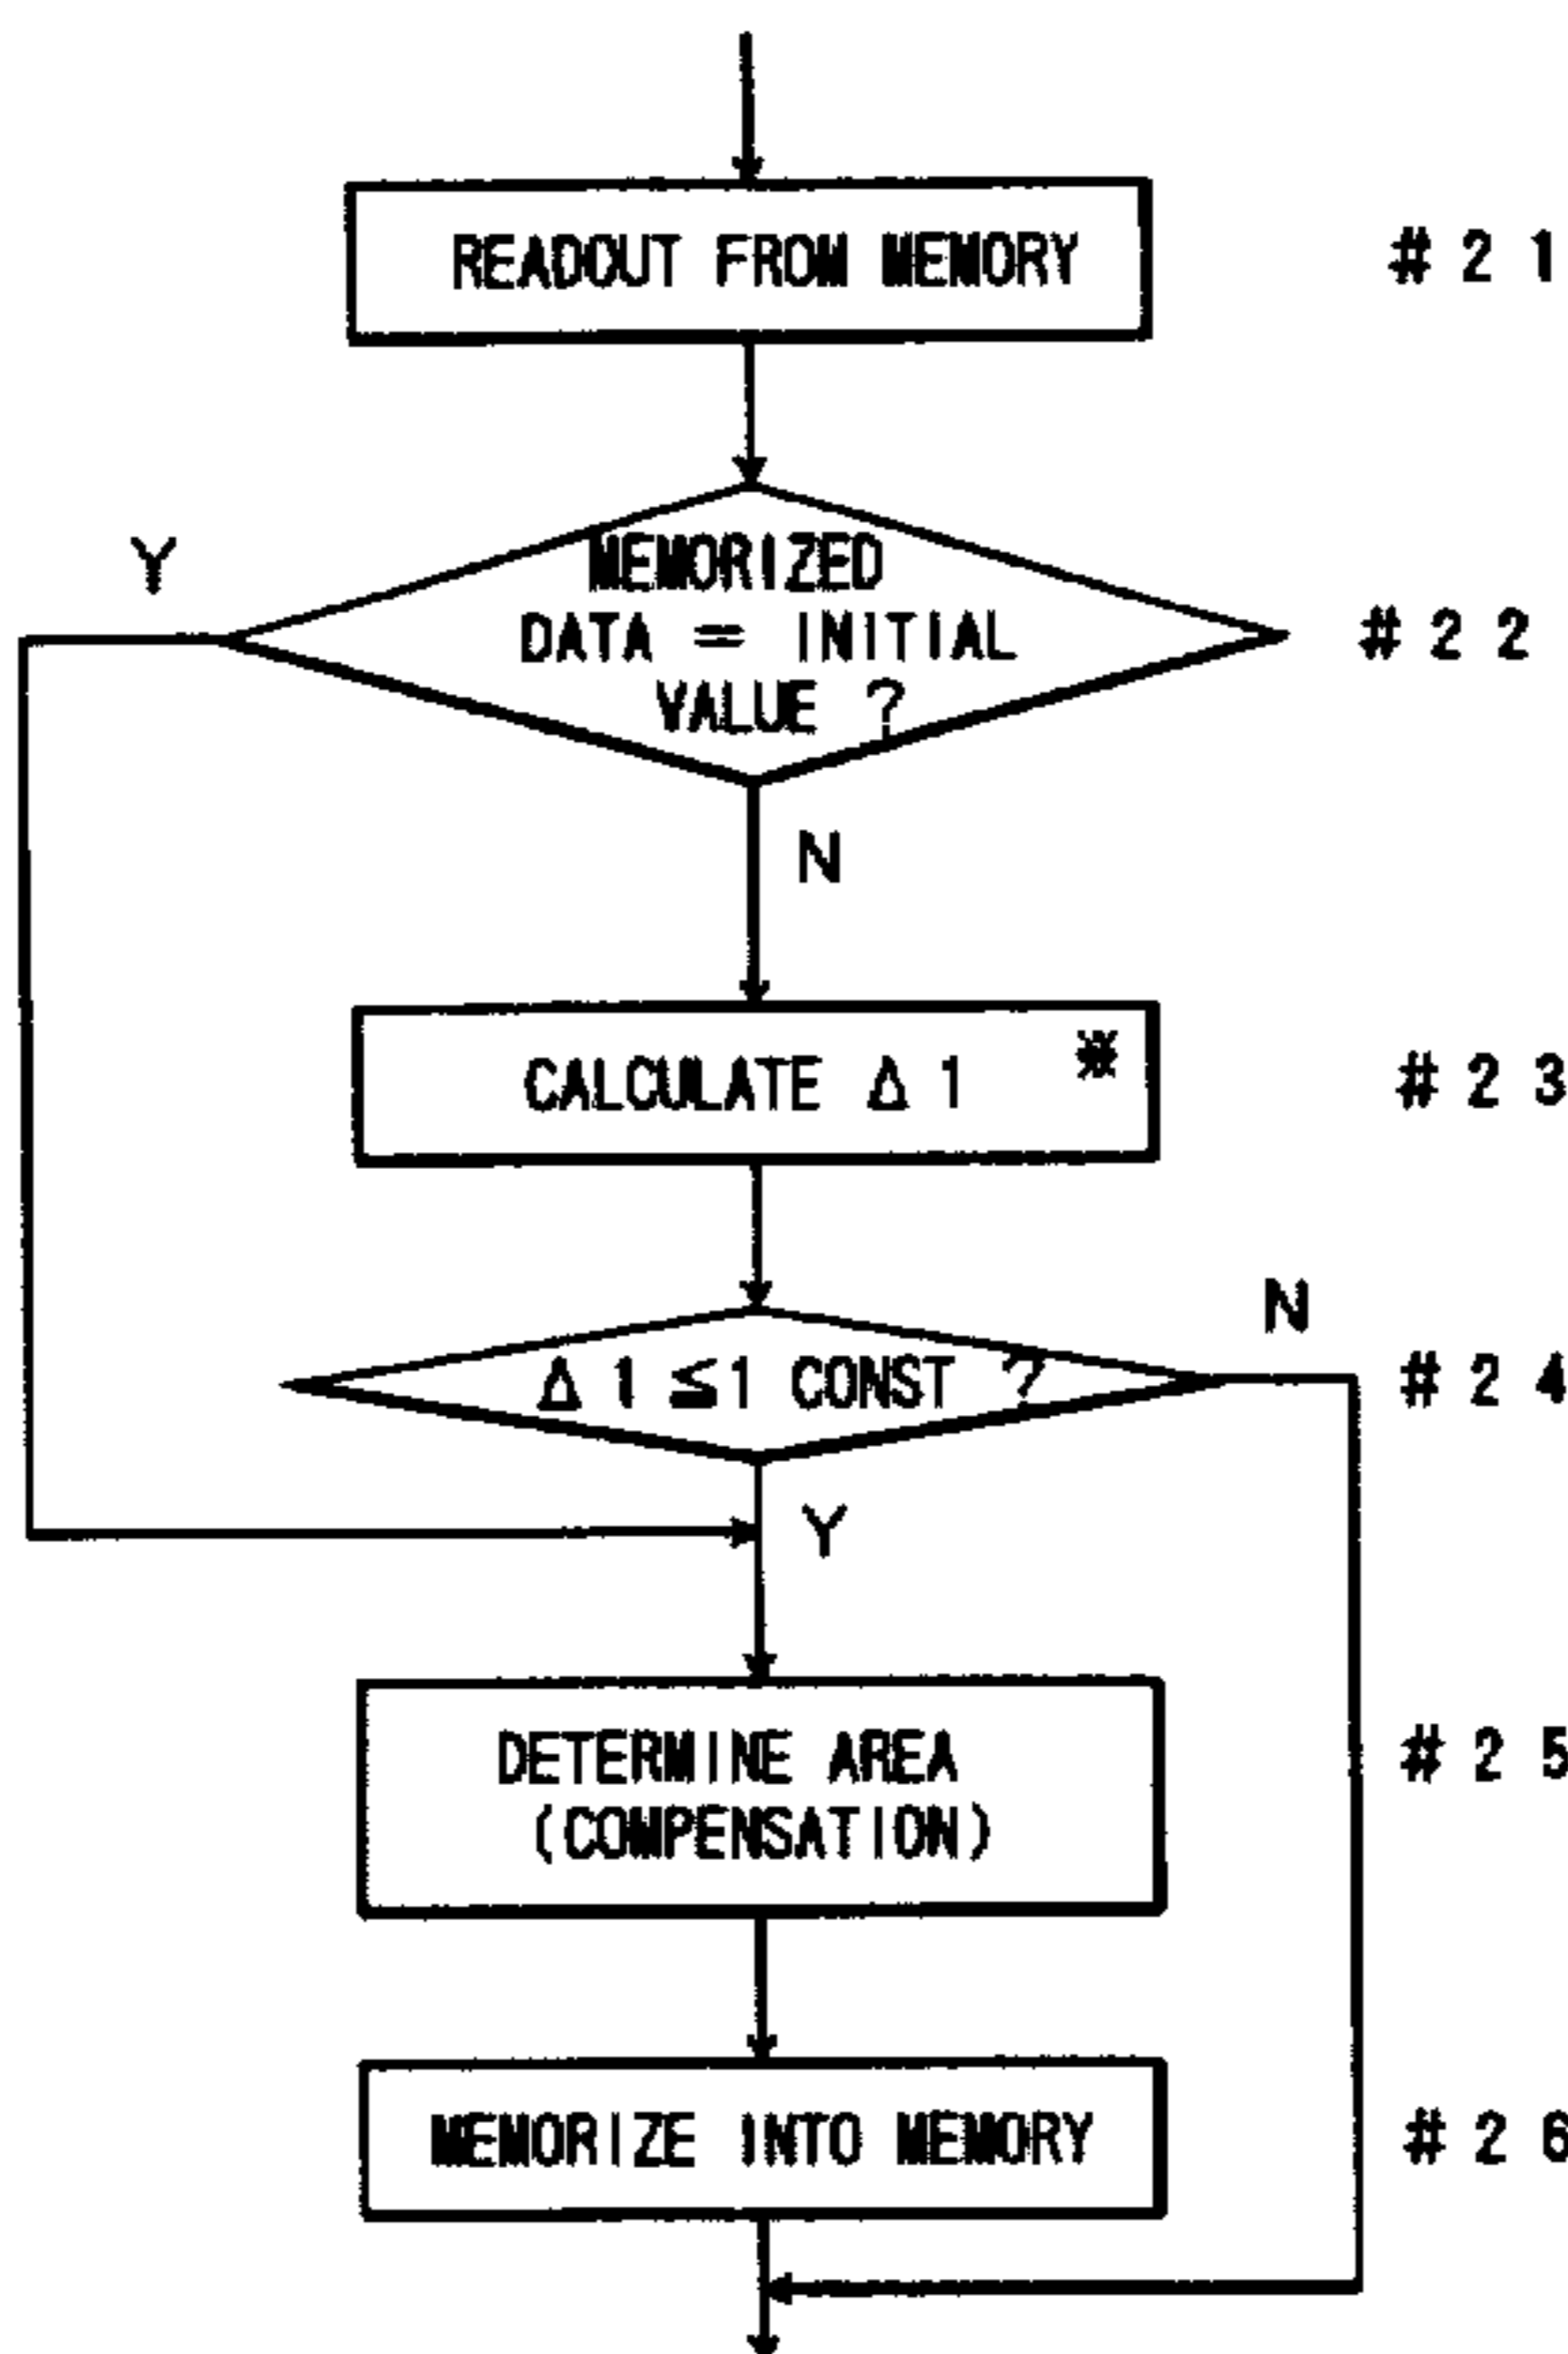 READOUT FROM MEMORY
#21
MEMORIZED
DATA = INITIAL
VALUE ?
Y
#22
N
CALCULATE Δ1 *
#23
Δ1≦1 CONST ?
N
#24
Y
DETERMINE AREA
(COMPENSATION)
#25
MEMORIZE INTO MEMORY
#26